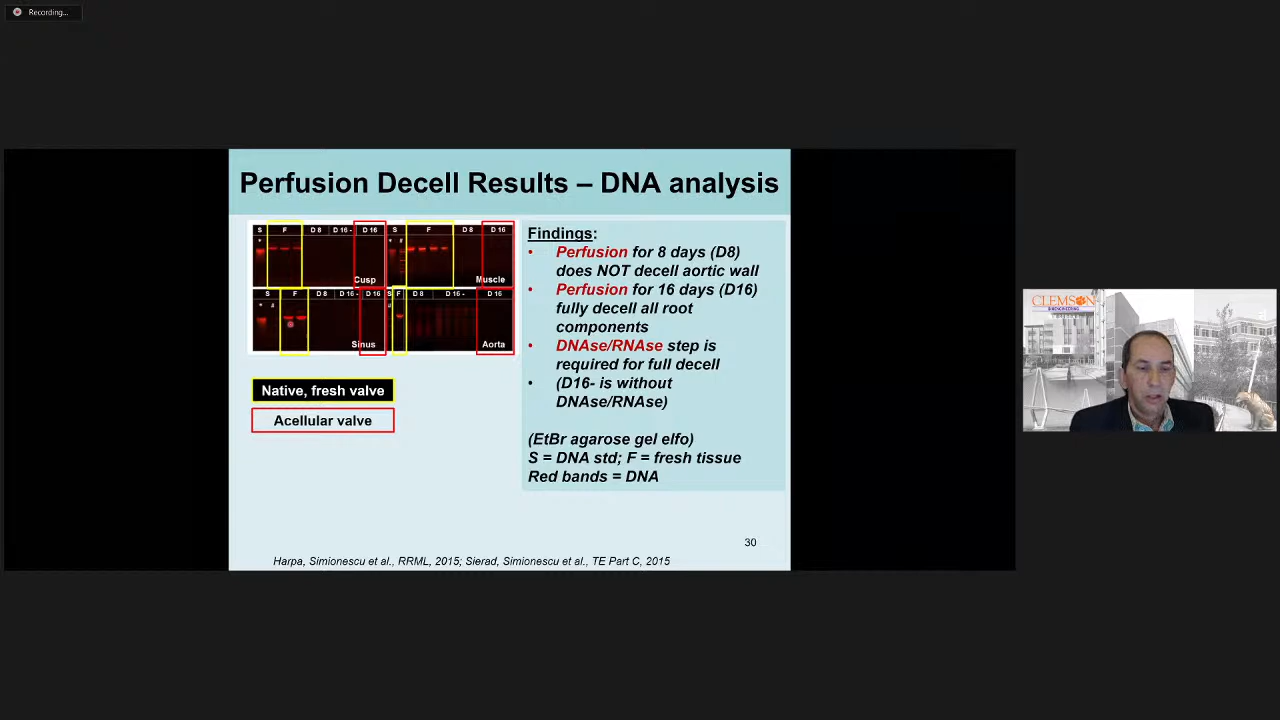 Recording...
Perfusion Decell Results – DNA analysis
S F D 8 D 16 - D 16 S F D 8 D 16
* * #
Cusp Muscle
S F D 8 D 16 - D 16 S F D 8 D 16 - D 16
* # #
Sinus Aorta
Native, fresh valve
Acellular valve
Findings:
• Perfusion for 8 days (D8)
does NOT decell aortic wall
• Perfusion for 16 days (D16)
fully decell all root
components
• DNAse/RNAse step is
required for full decell
• (D16- is without
DNAse/RNAse)
(EtBr agarose gel elfo)
S = DNA std; F = fresh tissue
Red bands = DNA
30
Harpa, Simionescu et al., RRML, 2015; Sierad, Simionescu et al., TE Part C, 2015
CLEMSON
BIOENGINEERING